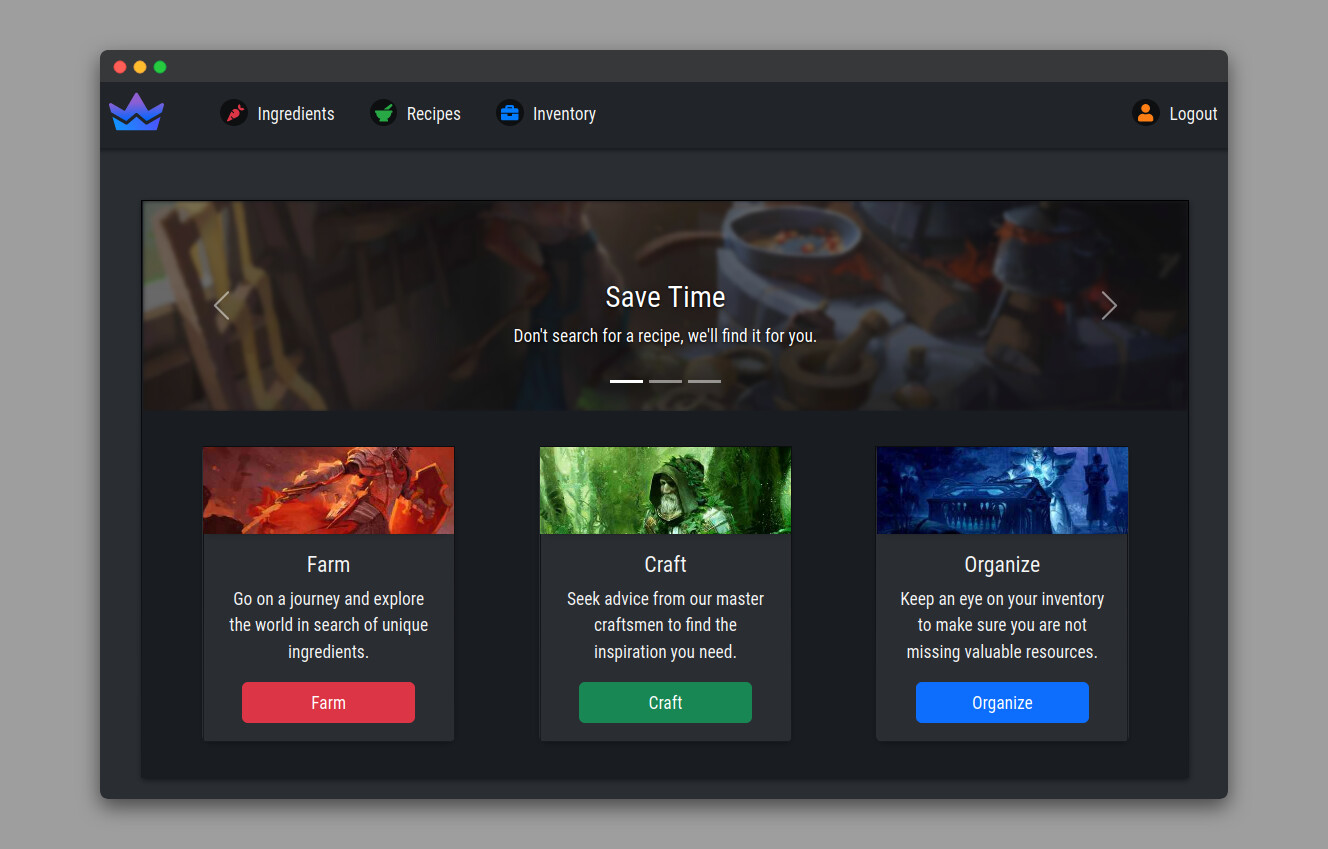 Ingredients
Recipes
Inventory
Logout
Save Time
Don't search for a recipe, we'll find it for you.
Farm
Go on a journey and explore
the world in search of unique
ingredients.
Farm
Craft
Seek advice from our master
craftsmen to find the
inspiration you need.
Craft
Organize
Keep an eye on your inventory
to make sure you are not
missing valuable resources.
Organize